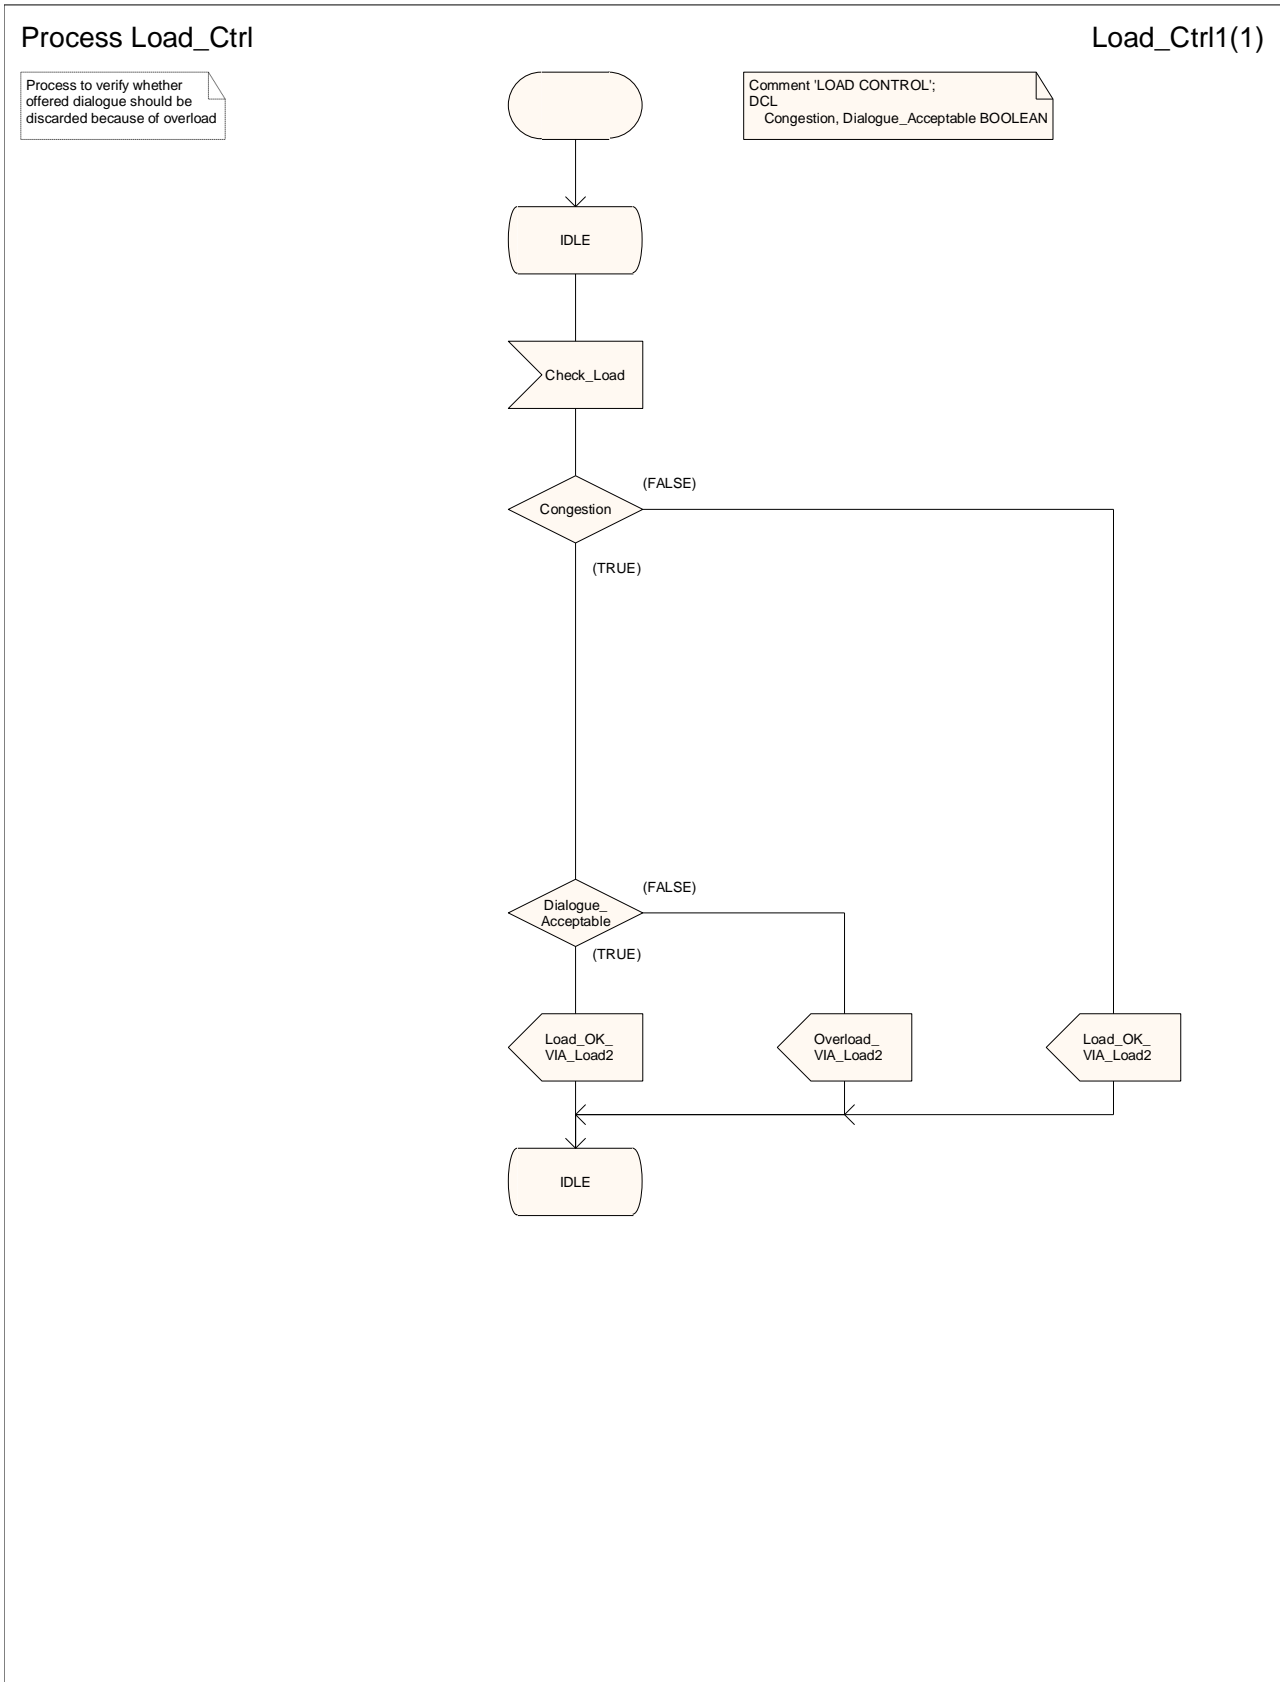 Process Load_Ctrl
Load_Ctrl1(1)
Process to verify whether
offered dialogue should be
discarded because of overload
Comment 'LOAD CONTROL';
DCL
Congestion, Dialogue_Acceptable BOOLEAN
IDLE
Check_Load
(FALSE)
Congestion
(TRUE)
(FALSE)
Dialogue_
Acceptable
(TRUE)
Load_OK_
VIA_Load2
Overload_
VIA_Load2
Load_OK_
VIA_Load2
IDLE